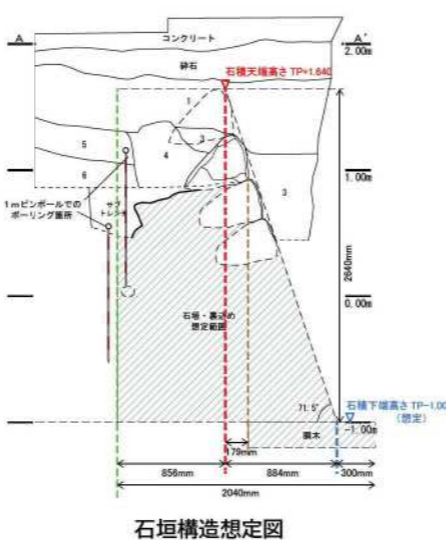 A
A'
コンクリート
2.00m
砕石
石積天端高さ TP+1.640
1
3
5
4
6
1.00m
3
1mピンポールでの
ボーリング箇所
サブ
トレンチ
2640mm
0.00m
石垣・裏込め
想定範囲
71.5°
石積下端高さ TP-1.00
(想定)
-1.00m
胴木
179mm
856mm
884mm
300mm
2040mm
石垣構造想定図